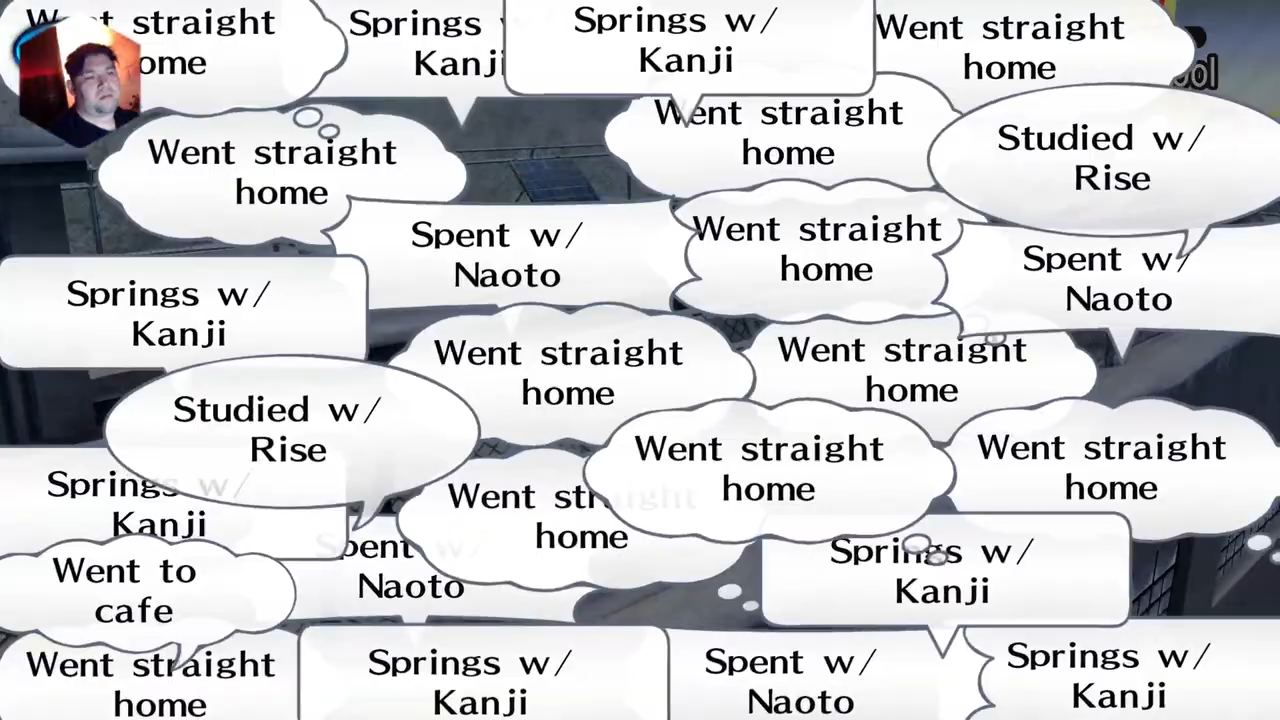 Went straight
home
Springs w/
Kanji
Springs w/
Kanji
Went straight
home
Went straight
home
Went straight
home
Studied w/
Rise
Spent w/
Naoto
Went straight
home
Spent w/
Naoto
Springs w/
Kanji
Went straight
home
Went straight
home
Studied w/
Rise
Went straight
home
Went straight
home
Springs w/
Kanji
Went straight
home
Spent w/
Naoto
Springs w/
Kanji
Went to
cafe
Went straight
home
Springs w/
Kanji
Spent w/
Naoto
Springs w/
Kanji